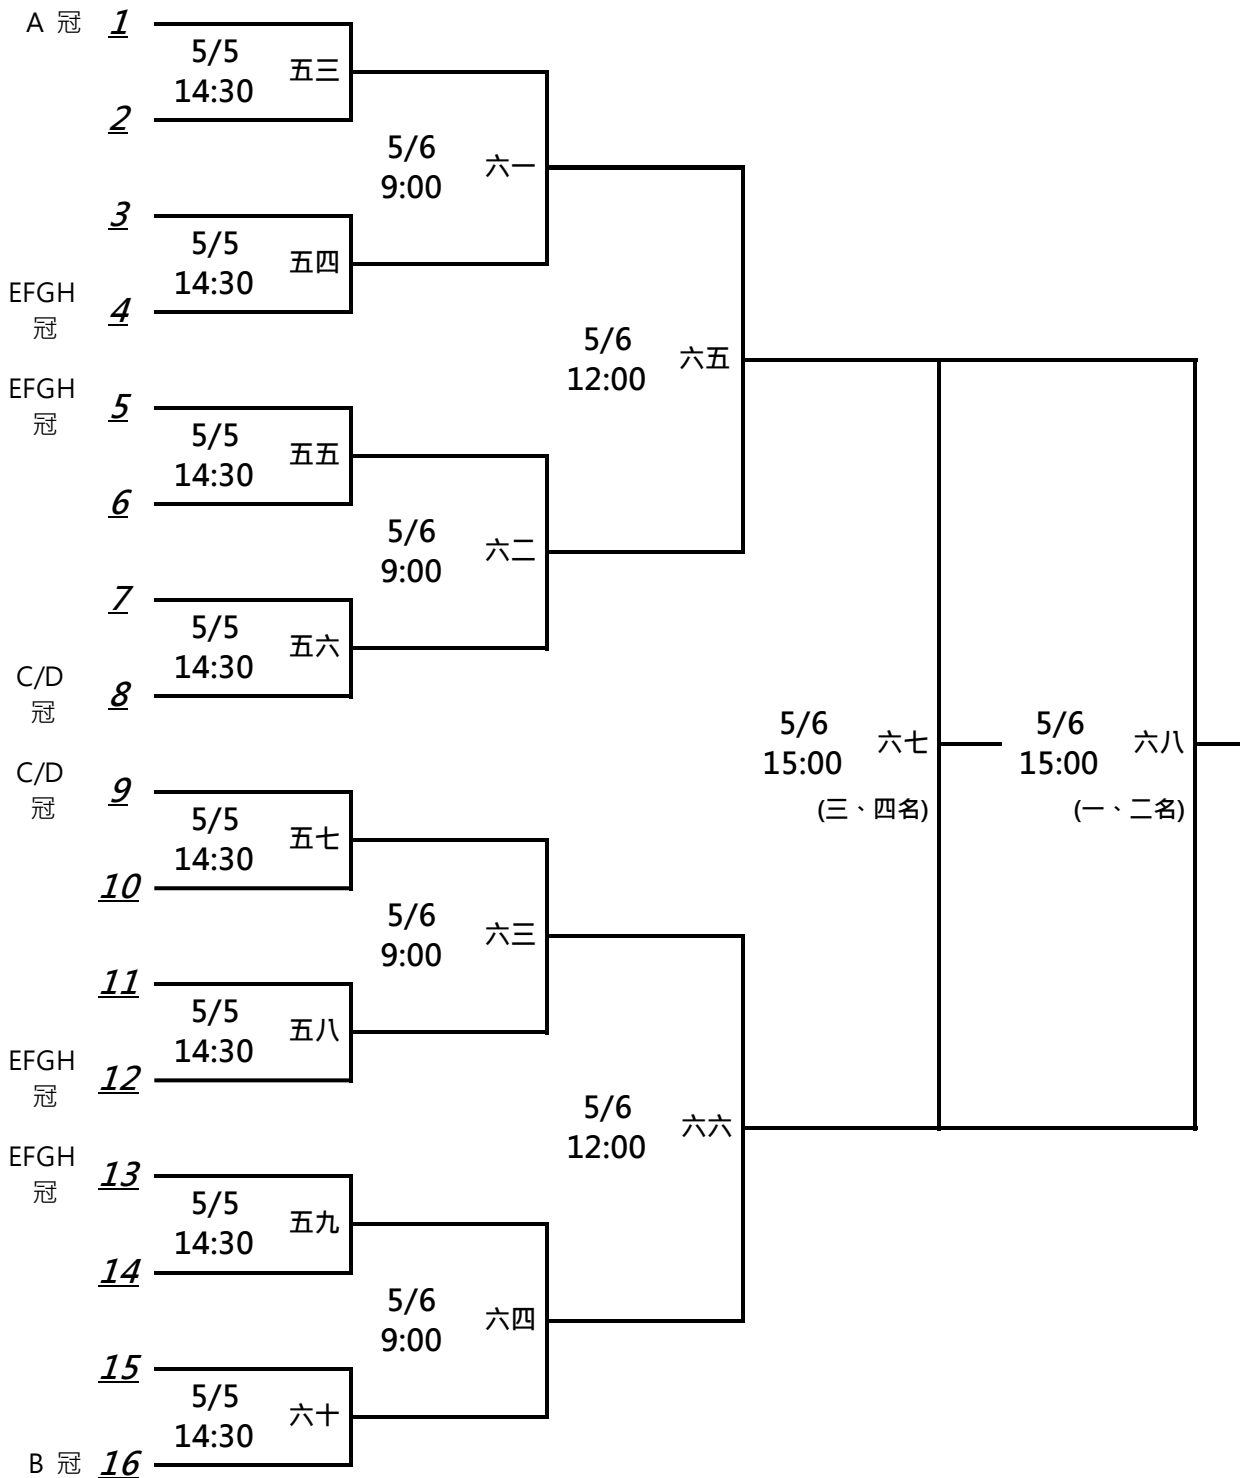 A 冠 1
5/5
14:30 五三
2
5/6
9:00 六一
3
5/5
14:30 五四
EFGH
冠 4
5/6
12:00 六五
EFGH
冠 5
5/5
14:30 五五
6
5/6
9:00 六二
7
5/5
14:30 五六
C/D
冠 8
5/6
15:00 六七
(三、四名)
5/6
15:00 六八
(一、二名)
C/D
冠 9
5/5
14:30 五七
10
5/6
9:00 六三
11
5/5
14:30 五八
EFGH
冠 12
5/6
12:00 六六
EFGH
冠 13
5/5
14:30 五九
14
5/6
9:00 六四
15
5/5
14:30 六十
B 冠 16